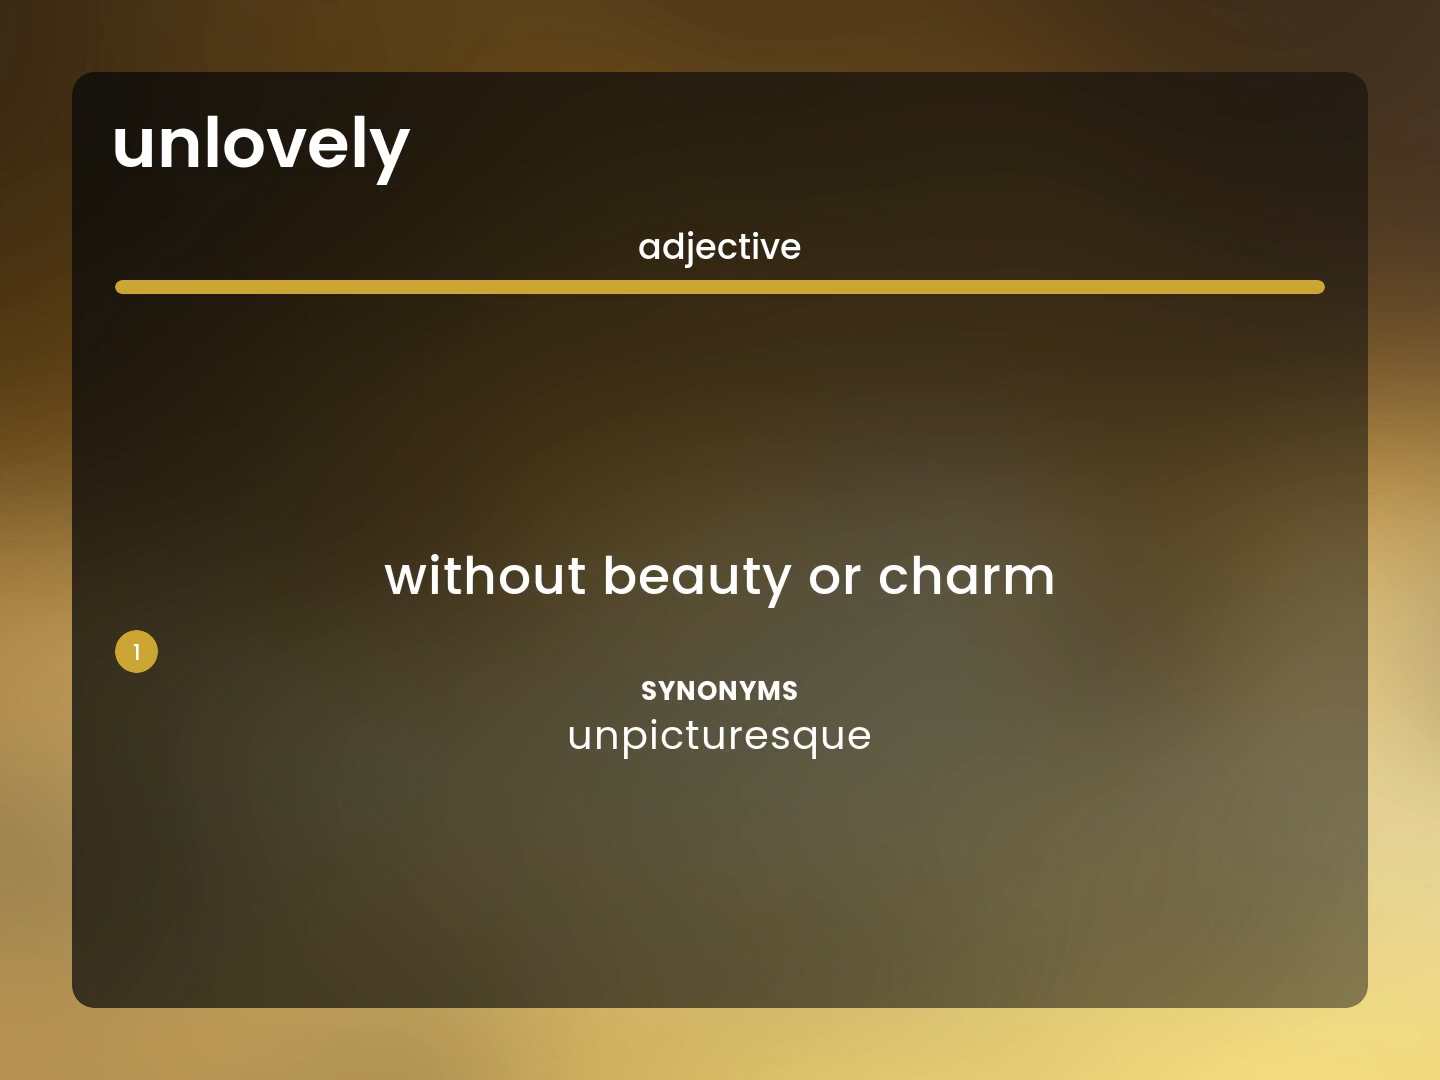 unlovely
adjective
without beauty or charm
1
SYNONYMS
unpicturesque